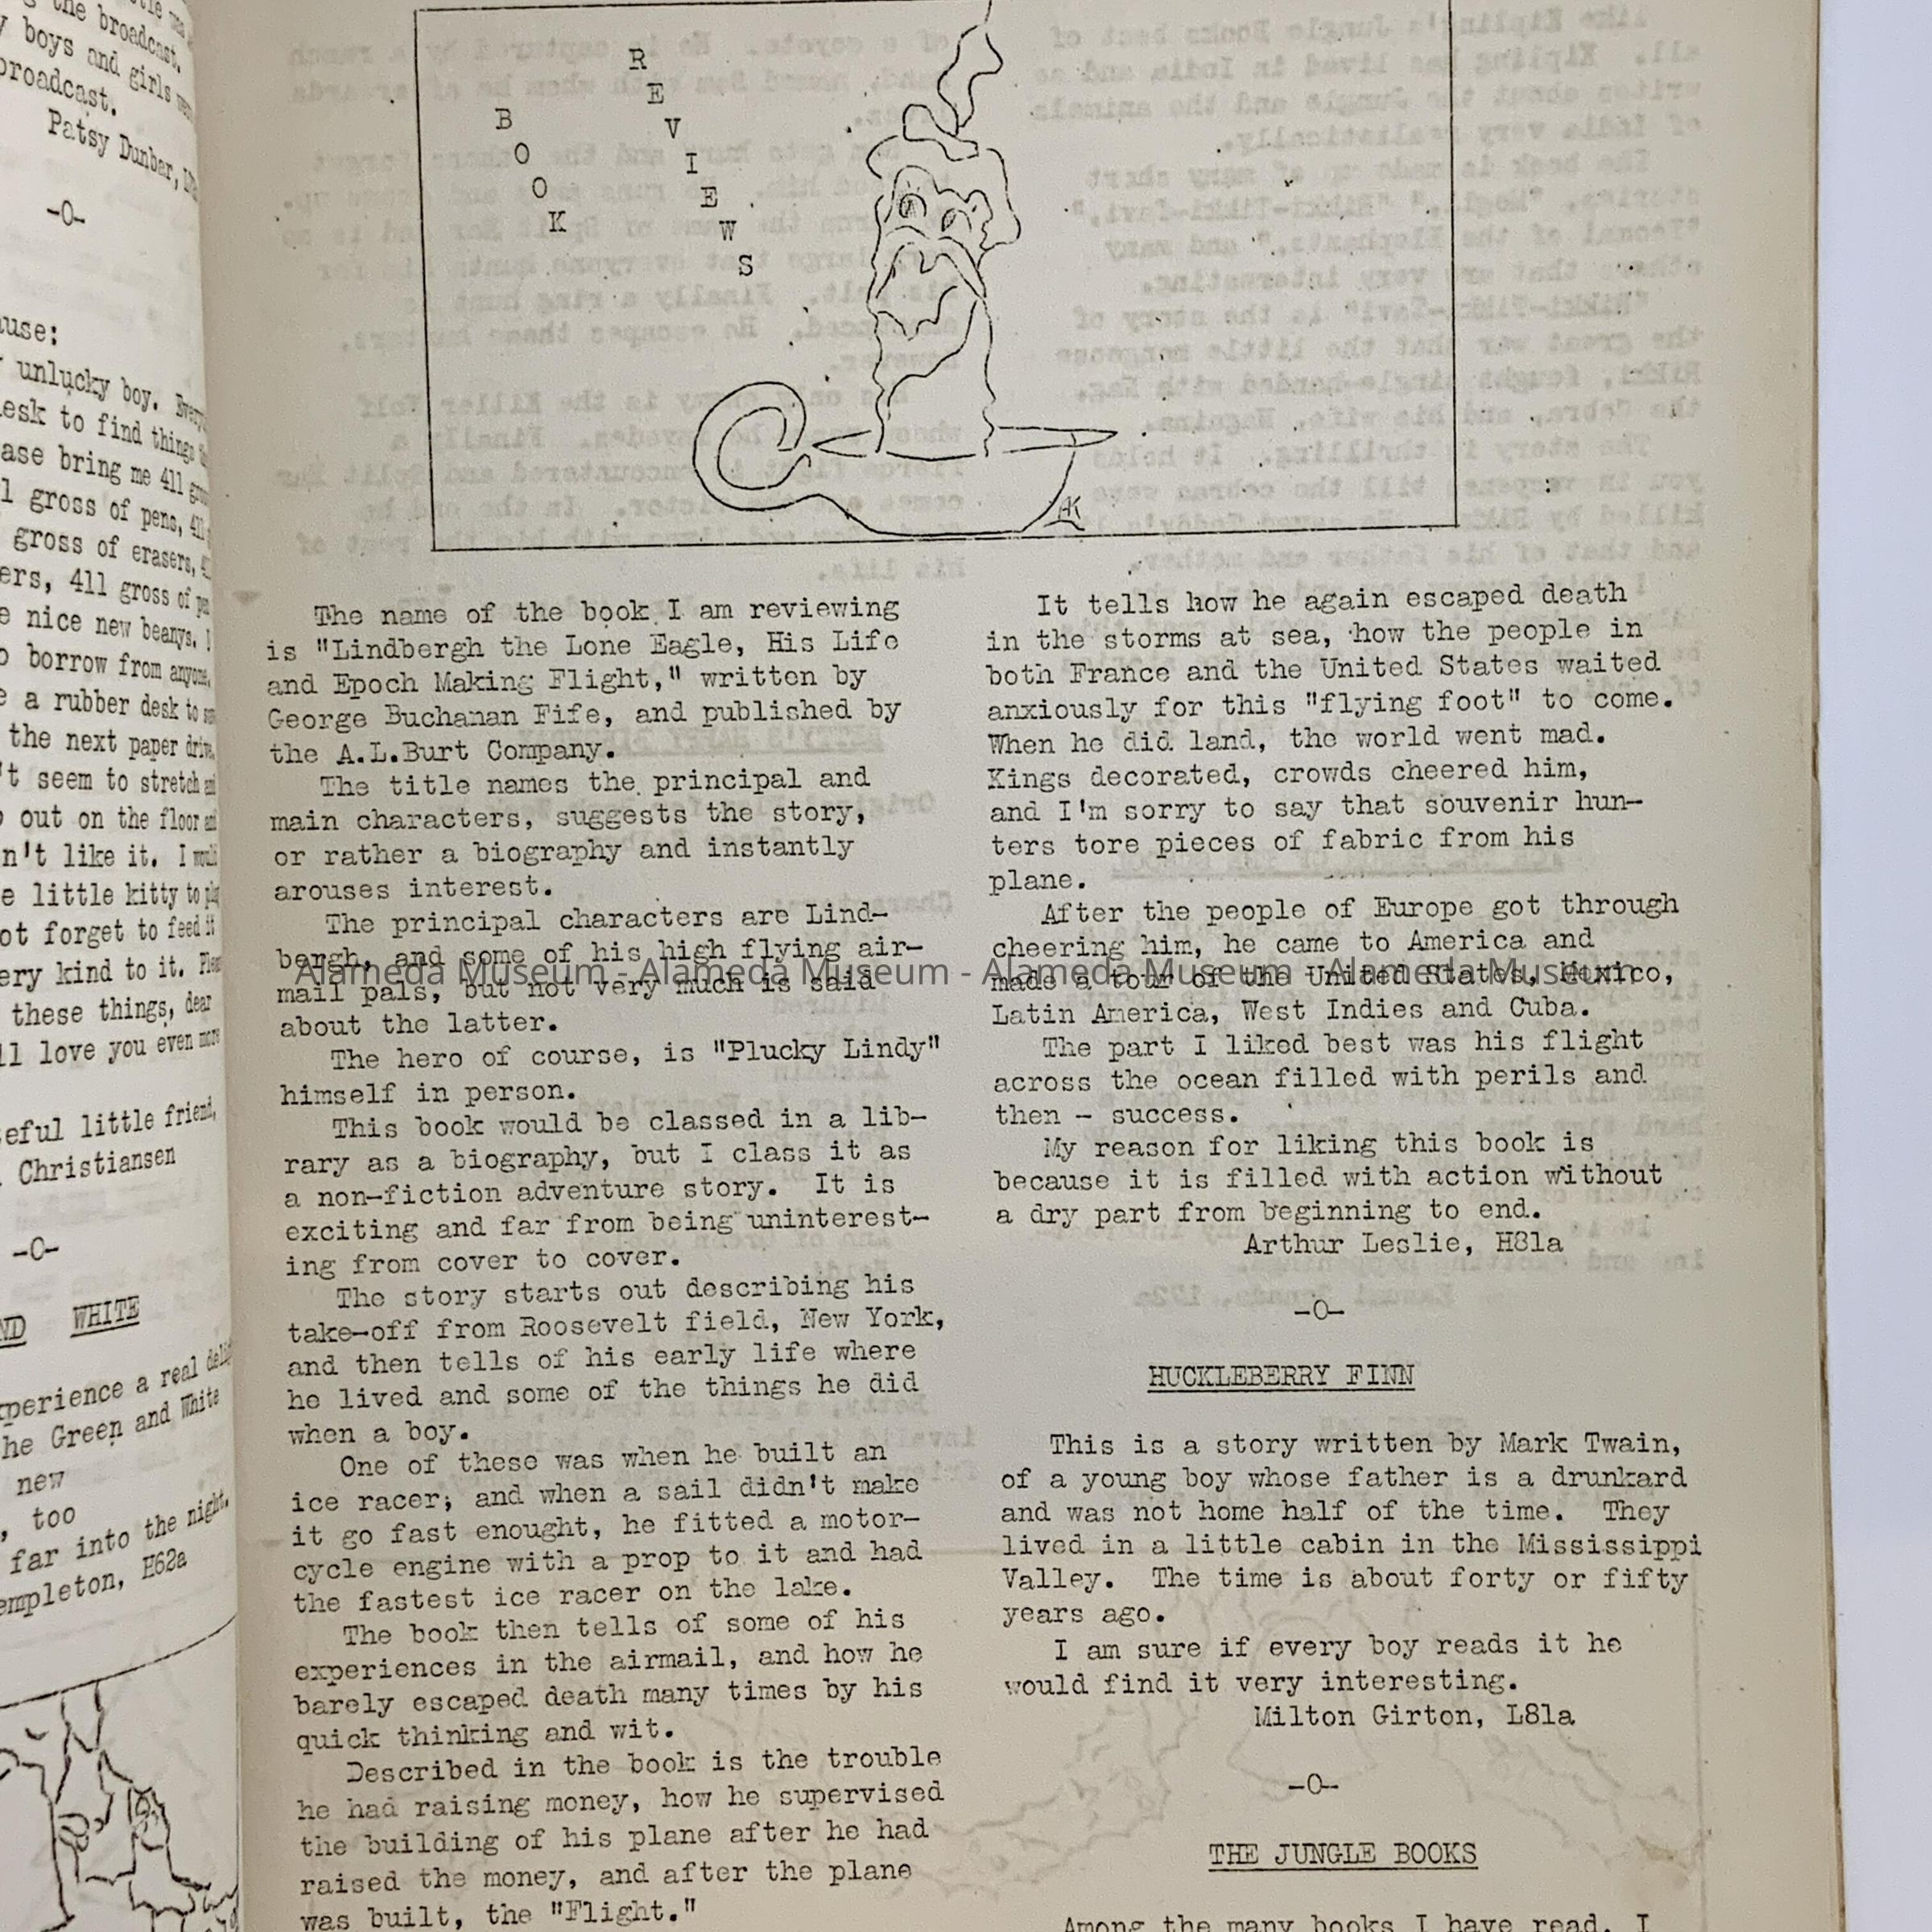 the broadcast.
boys and girls
broadcast.
Patsy Dunbar,
-0-
unlucky boy.
desk to find things
ase bring me 411
gross of pens, 411
gross of erasers,
ers, 411 gross of
nice new beanys. I
borrow from anyone.
a rubber desk to
the next paper drive.
't seem to stretch and
out on the floor and
n't like it. I would
little kitty to play
ot forget to feed it
ery kind to it.
these things, dear
ll love you even more
eful little friend,
Christiansen
-0-
ND WHITE
xperience a real
he Green and White
new
, too
far into the night.
empleton, H62a
BOOK
REVIEWS
AK
The name of the book I am reviewing
is "Lindbergh the Lone Eagle, His Life
and Epoch Making Flight," written by
George Buchanan Fife, and published by
the A.L.Burt Company.
The title names the principal and
main characters, suggests the story,
or rather a biography and instantly
arouses interest.
The principal characters are Lind-
bergh, and some of his high flying air-
mail pals, but not very much is said
about the latter.
The hero of course, is "Plucky Lindy"
himself in person.
This book would be classed in a lib-
rary as a biography, but I class it as
a non-fiction adventure story. It is
exciting and far from being uninterest-
ing from cover to cover.
The story starts out describing his
take-off from Roosevelt field, New York,
and then tells of his early life where
he lived and some of the things he did
when a boy.
One of these was when he built an
ice racer; and when a sail didn't make
it go fast enought, he fitted a motor-
cycle engine with a prop to it and had
the fastest ice racer on the lake.
The book then tells of some of his
experiences in the airmail, and how he
barely escaped death many times by his
quick thinking and wit.
Described in the book is the trouble
he had raising money, how he supervised
the building of his plane after he had
raised the money, and after the plane
was built, the "Flight."
It tells how he again escaped death
in the storms at sea, how the people in
both France and the United States waited
anxiously for this "flying foot" to come.
When he did land, the world went mad.
Kings decorated, crowds cheered him,
and I'm sorry to say that souvenir hun-
ters tore pieces of fabric from his
plane.
After the people of Europe got through
cheering him, he came to America and
made a tour of the United States, Mexico,
Latin America, West Indies and Cuba.
The part I liked best was his flight
across the ocean filled with perils and
then - success.
My reason for liking this book is
because it is filled with action without
a dry part from beginning to end.
Arthur Leslie, H81a
-0-
HUCKLEBERRY FINN
This is a story written by Mark Twain,
of a young boy whose father is a drunkard
and was not home half of the time. They
lived in a little cabin in the Mississippi
Valley. The time is about forty or fifty
years ago.
I am sure if every boy reads it he
would find it very interesting.
Milton Girton, L81a
-0-
THE JUNGLE BOOKS
Among the many books I have read, I
Alameda Museum - Alameda Museum - Alameda Museum - Alameda Museum